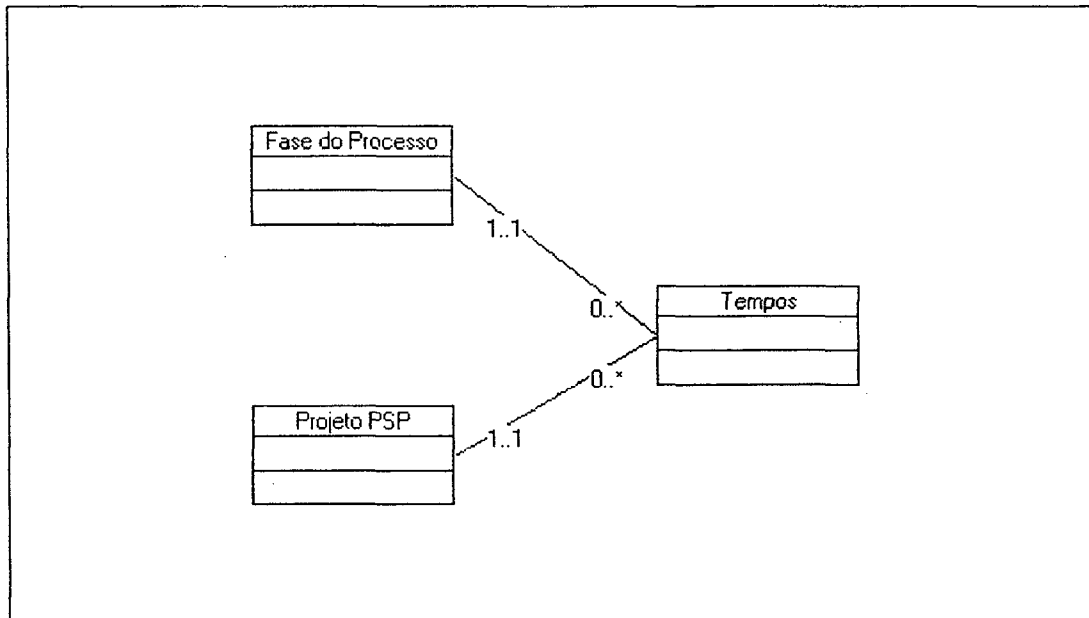 Fase do Processo
1..1
0..*
Tempos
0..*
Projeto PSP
1..1